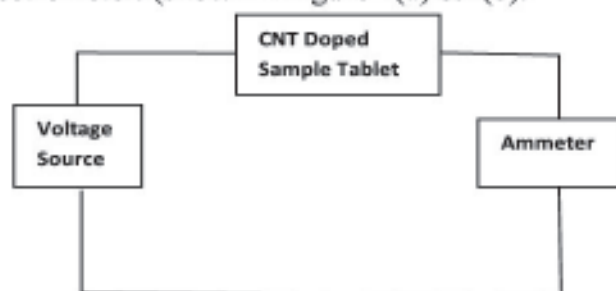 CNT Doped
Sample Tablet
Voltage
Source
Ammeter